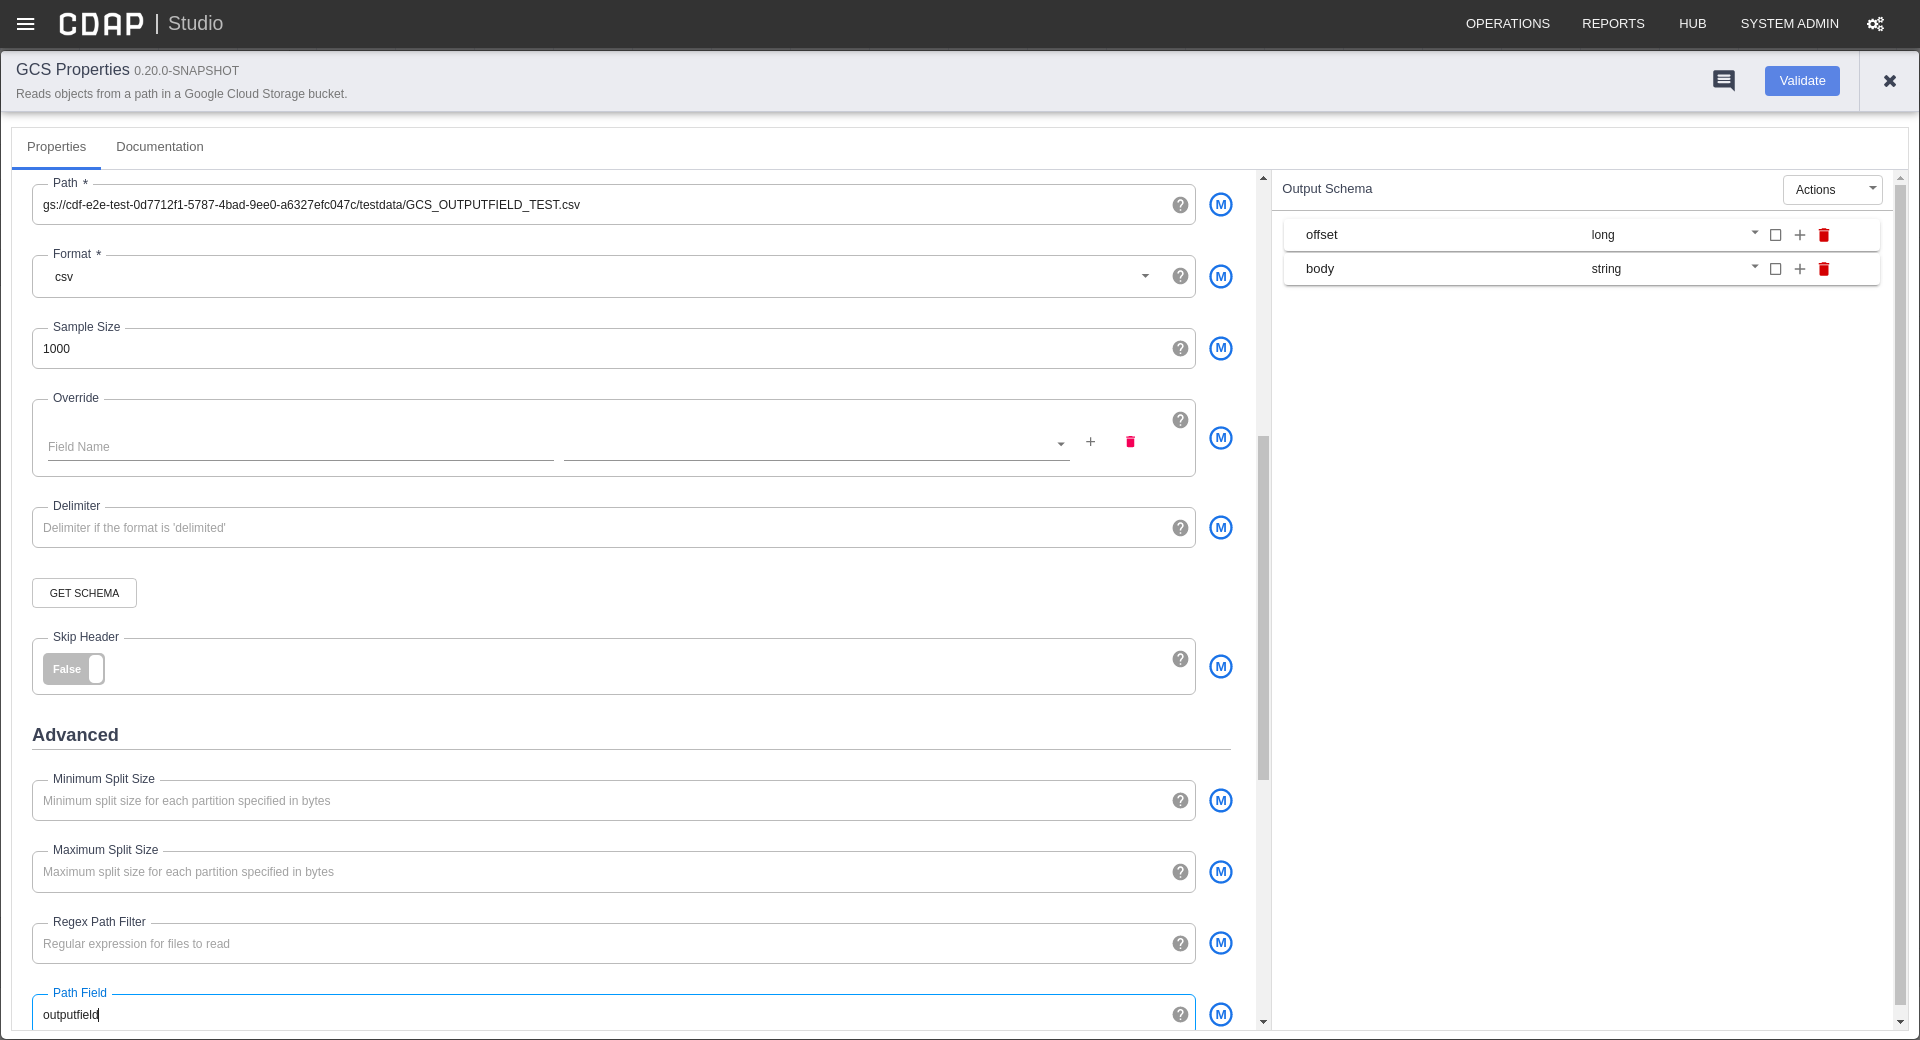 CDAP | Studio
OPERATIONS REPORTS HUB SYSTEM ADMIN
GCS Properties 0.20.0-SNAPSHOT
Reads objects from a path in a Google Cloud Storage bucket.
Validate
Properties Documentation
Path *
gs://cdf-e2e-test-0d7712f1-5787-4bad-9ee0-a6327efc047c/testdata/GCS_OUTPUTFIELD_TEST.csv
M
Format *
csv
M
Sample Size
1000
M
Override
Field Name
M
Delimiter
Delimiter if the format is 'delimited'
M
GET SCHEMA
Skip Header
False
M
Advanced
Minimum Split Size
Minimum split size for each partition specified in bytes
M
Maximum Split Size
Maximum split size for each partition specified in bytes
M
Regex Path Filter
Regular expression for files to read
M
Path Field
outputfield
M
Output Schema
Actions
offset long
body string